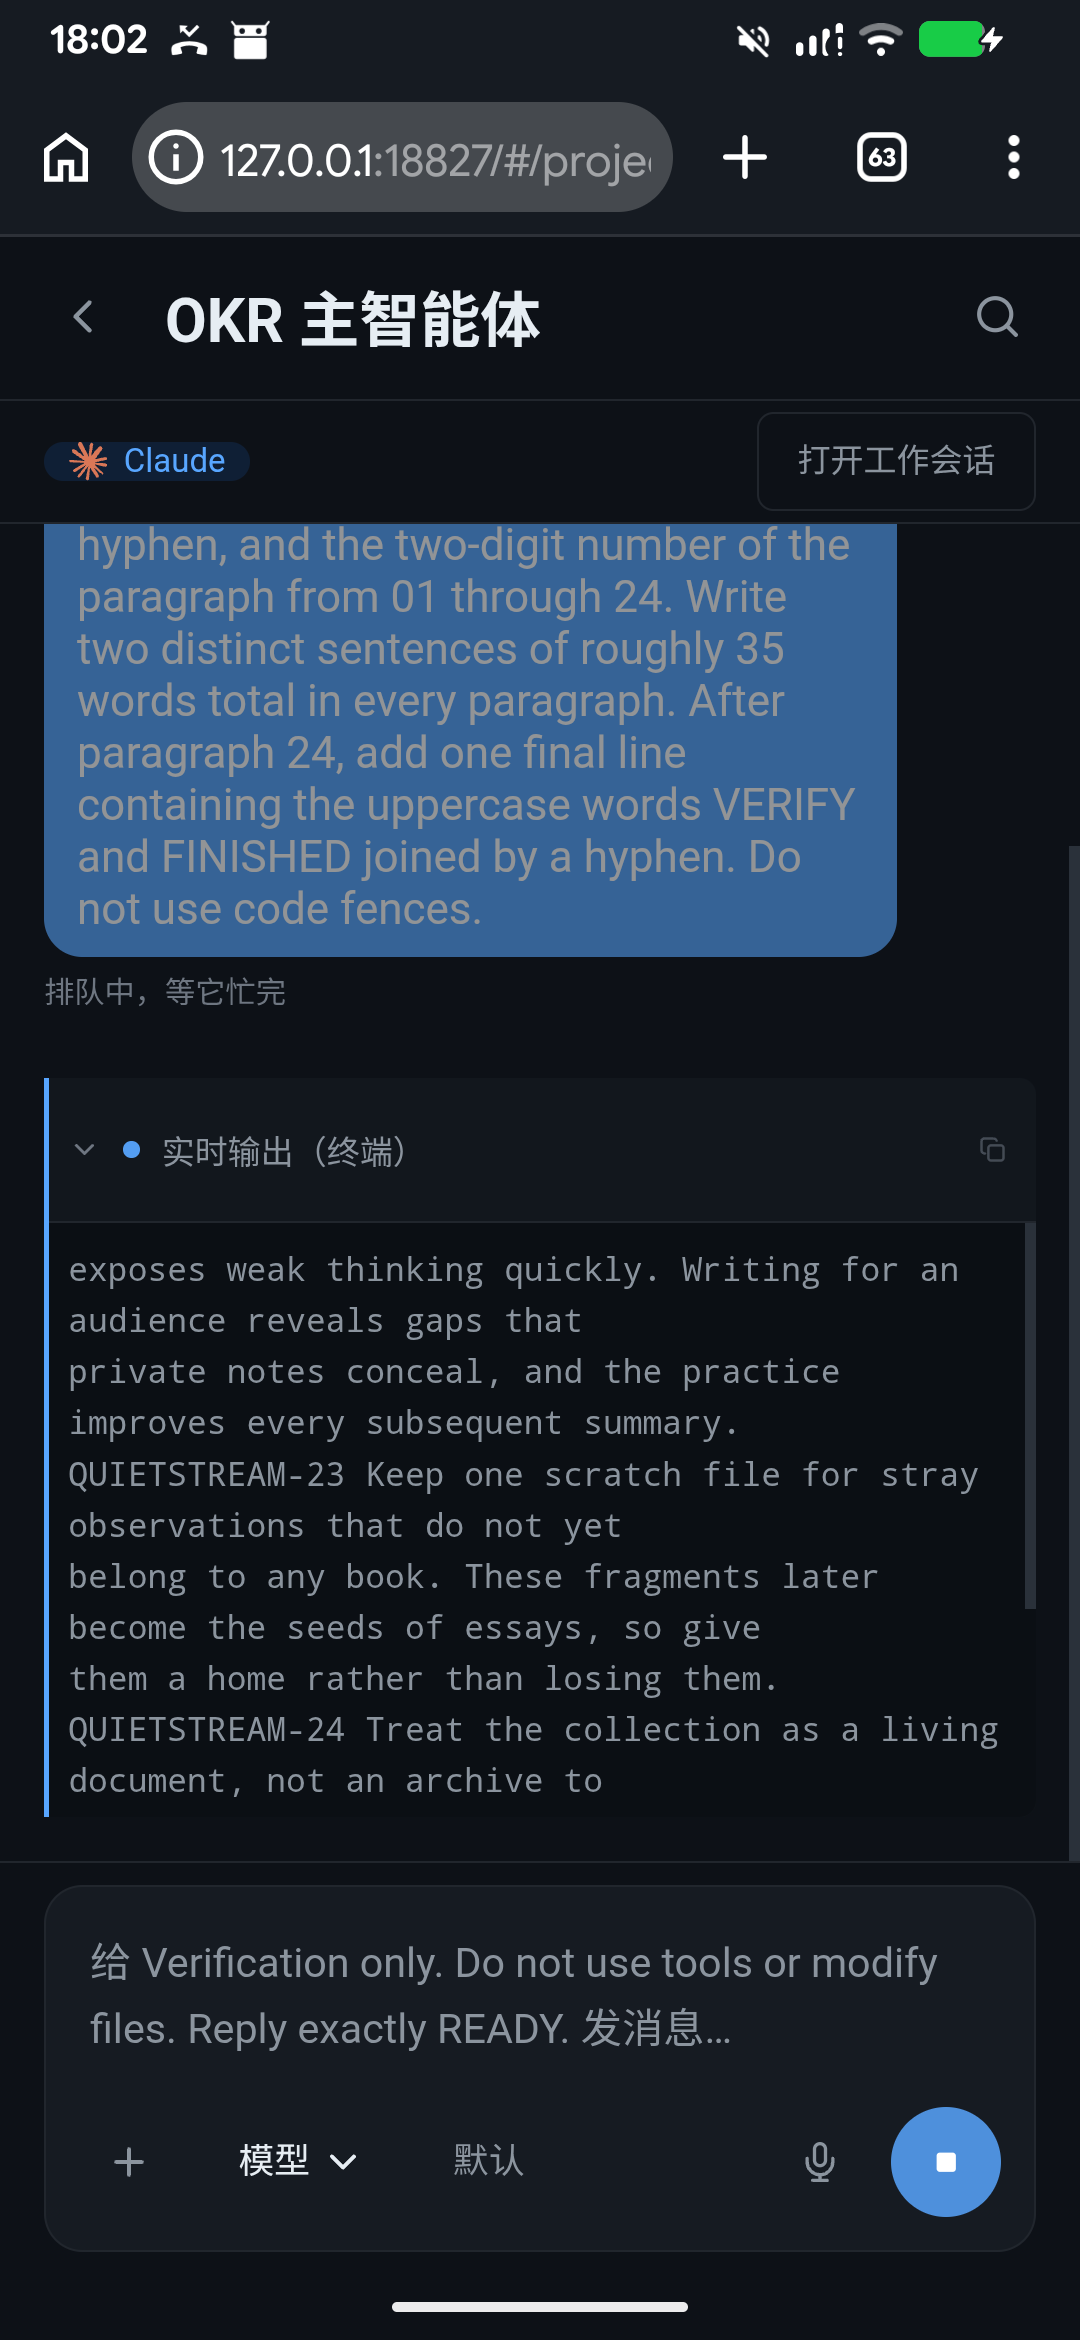 18:02
127.0.0.1:18827/#/proje
63
OKR 主智能体
Claude
打开工作会话
hyphen, and the two-digit number of the
paragraph from 01 through 24. Write
two distinct sentences of roughly 35
words total in every paragraph. After
paragraph 24, add one final line
containing the uppercase words VERIFY
and FINISHED joined by a hyphen. Do
not use code fences.
排队中，等它忙完
实时输出（终端）
exposes weak thinking quickly. Writing for an
audience reveals gaps that
private notes conceal, and the practice
improves every subsequent summary.
QUIETSTREAM-23 Keep one scratch file for stray
observations that do not yet
belong to any book. These fragments later
become the seeds of essays, so give
them a home rather than losing them.
QUIETSTREAM-24 Treat the collection as a living
document, not an archive to
给 Verification only. Do not use tools or modify
files. Reply exactly READY. 发消息...
模型
默认